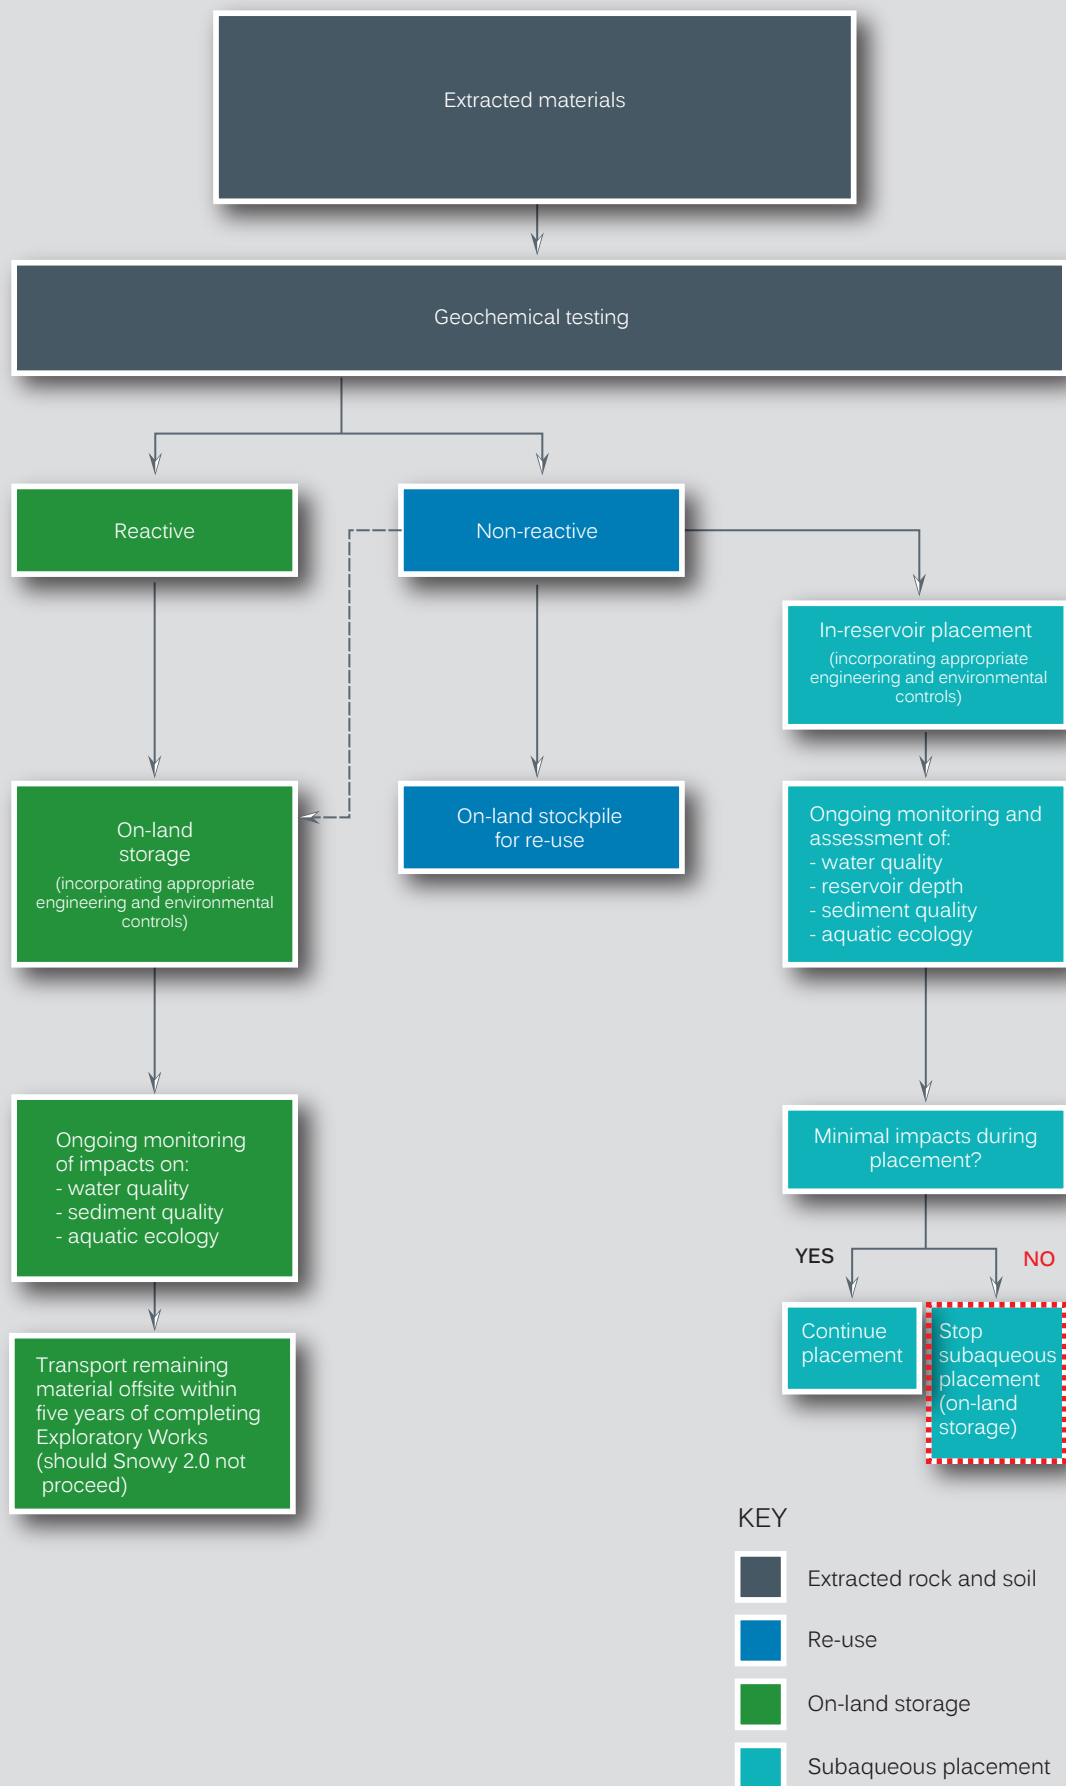 Extracted materials
Geochemical testing
Reactive
Non-reactive
In-reservoir placement
(incorporating appropriate
engineering and environmental
controls)
On-land
storage
(incorporating appropriate
engineering and environmental
controls)
On-land stockpile
for re-use
Ongoing monitoring and
assessment of:
- water quality
- reservoir depth
- sediment quality
- aquatic ecology
Ongoing monitoring
of impacts on:
- water quality
- sediment quality
- aquatic ecology
Minimal impacts during
placement?
YES
NO
Continue
placement
Stop
subaqueous
placement
(on-land
storage)
Transport remaining
material offsite within
five years of completing
Exploratory Works
(should Snowy 2.0 not
proceed)
KEY
Extracted rock and soil
Re-use
On-land storage
Subaqueous placement